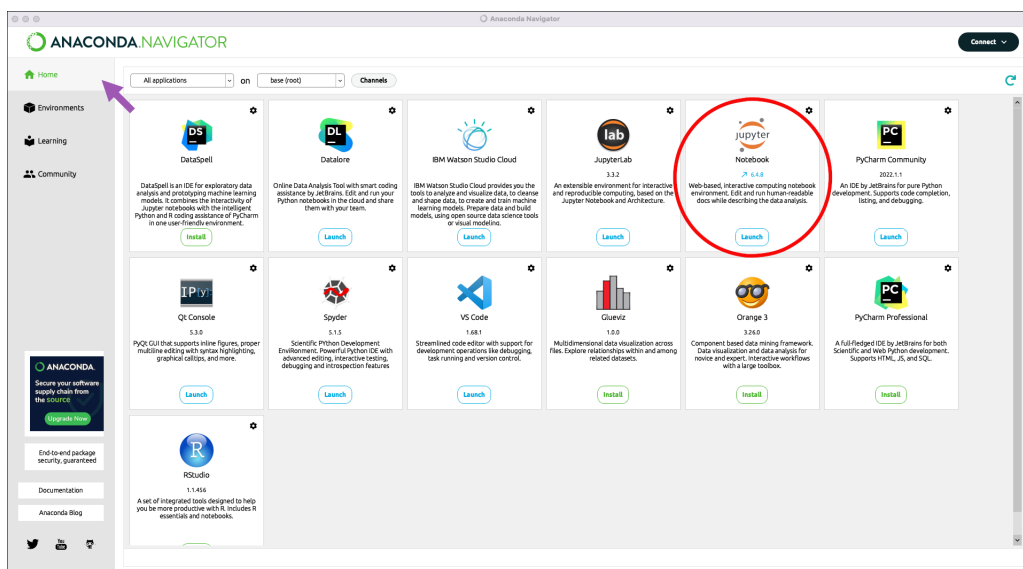 Anaconda Navigator
ANACONDA.NAVIGATOR
Connect
Home
All applications
on
base (root)
Channels
Environments
Learning
Community
DS
DataSpell
DataSpell is an IDE for exploratory data
analysis and prototyping machine learning
models. It combines the interactivity of
Jupyter notebooks with the intelligent
Python and R coding assistance of PyCharm
in one user-friendly environment.
Install
DL
Datalore
Online Data Analysis Tool with smart coding
assistance by JetBrains. Edit and run your
Python notebooks in the cloud and share
them with your team.
Launch
IBM Watson Studio Cloud
IBM Watson Studio Cloud provides you the
tools to analyze and visualize data, to cleanse
and shape data, to create and train machine
learning models. Prepare data and build
models, using open source data science tools
or visual modeling.
Launch
lab
JupyterLab
3.3.2
An extensible environment for interactive
and reproducible computing, based on the
Jupyter Notebook and Architecture.
Launch
jupyter
Notebook
6.4.8
Web-based, interactive computing notebook
environment. Edit and run human-readable
docs while describing the data analysis.
Launch
PC
PyCharm Community
2022.1.1
An IDE by JetBrains for pure Python
development. Supports code completion,
listing, and debugging.
Launch
IP[y]:
Qt Console
5.3.0
PyQt GUI that supports inline figures, proper
multiline editing with syntax highlighting,
graphical calltips, and more.
Launch
Spyder
5.1.5
Scientific PYthon Development
EnviRonment. Powerful Python IDE with
advanced editing, interactive testing,
debugging and introspection features
Launch
VS Code
1.68.1
Streamlined code editor with support for
development operations like debugging,
task running and version control.
Launch
Glueviz
1.0.0
Multidimensional data visualization across
files. Explore relationships within and among
related datasets.
Install
Orange 3
3.26.0
Component based data mining framework.
Data visualization and data analysis for
novice and expert. Interactive workflows
with a large toolbox.
Install
PC
PyCharm Professional
A full-fledged IDE by JetBrains for both
Scientific and Web Python development.
Supports HTML, JS, and SQL.
Install
R
RStudio
1.1.456
A set of integrated tools designed to help
you be more productive with R. Includes R
essentials and notebooks.
ANACONDA.
Secure your software
supply chain from
the source
Upgrade Now
End-to-end package
security, guaranteed
Documentation
Anaconda Blog
You
Tube